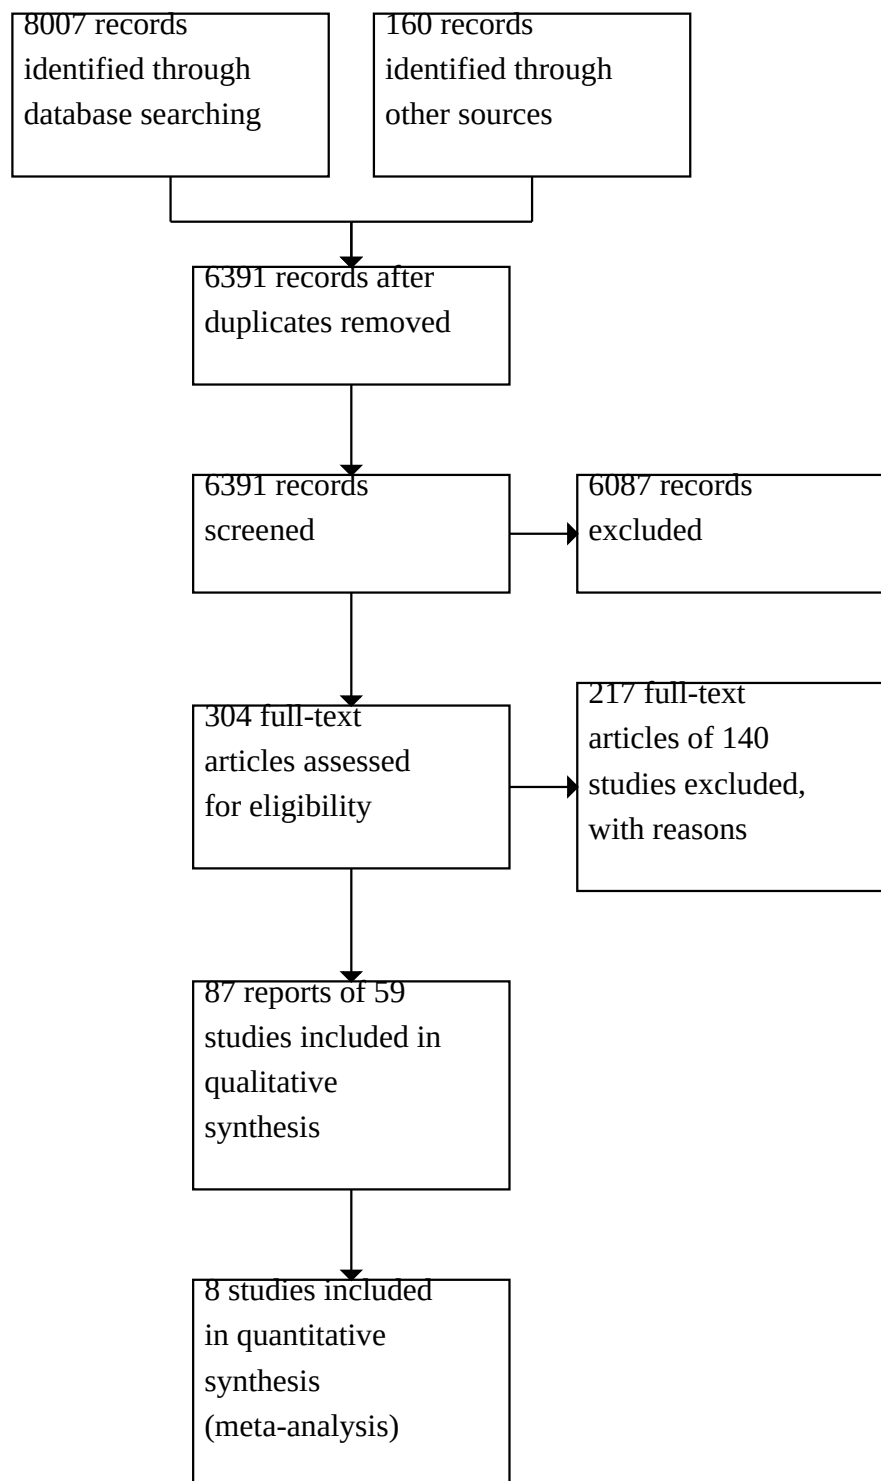 8007 records
identified through
database searching
160 records
identified through
other sources
6391 records after
duplicates removed
6391 records
screened
6087 records
excluded
304 full-text
articles assessed
for eligibility
217 full-text
articles of 140
studies excluded,
with reasons
87 reports of 59
studies included in
qualitative
synthesis
8 studies included
in quantitative
synthesis
(meta-analysis)